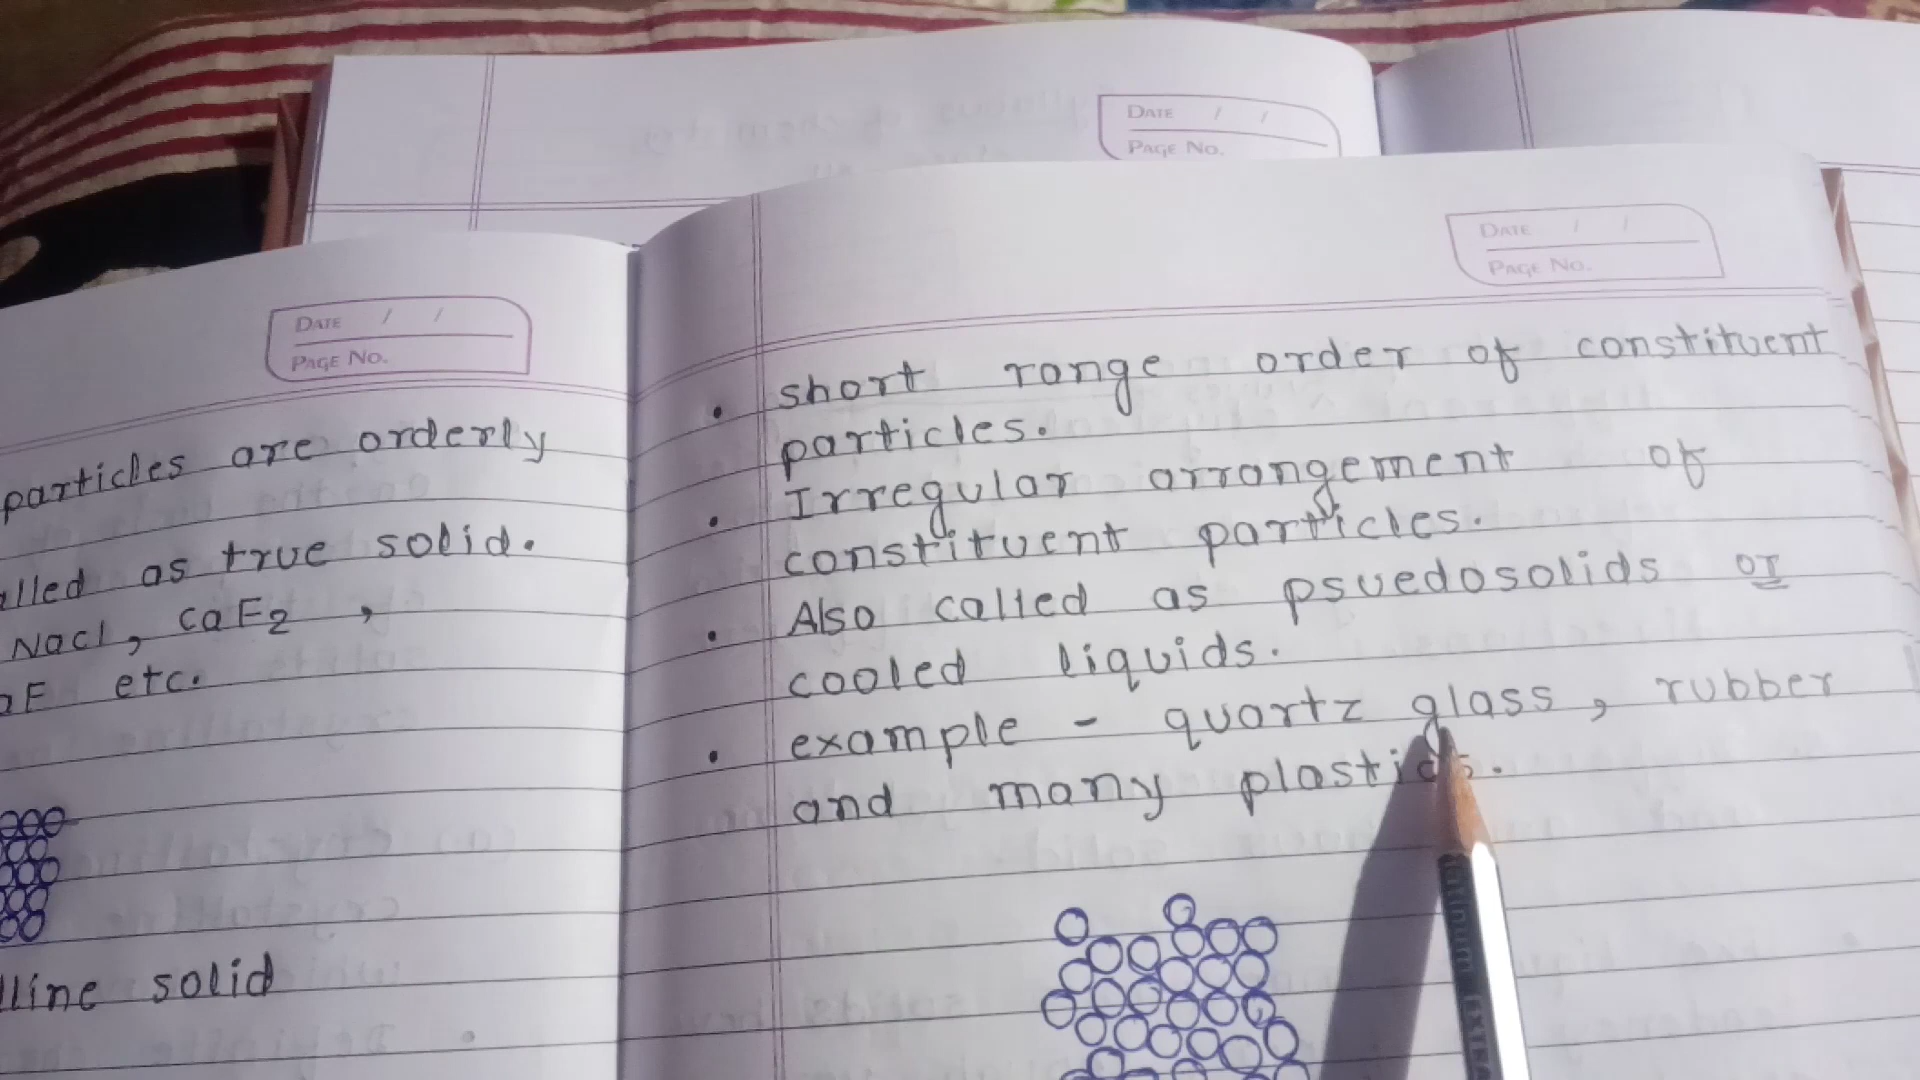 DATE / /
PAGE NO.
DATE / /
PAGE NO.
particles are orderly
as true solid.
NaCl, CaF2 ,
etc.
solid
DATE / /
PAGE NO.
• short range order of constituent
particles.
• Irregular arrangement of
constituent particles.
• Also called as psuedosolids or
cooled liquids.
• example - quartz glass, rubber
and many plastics.